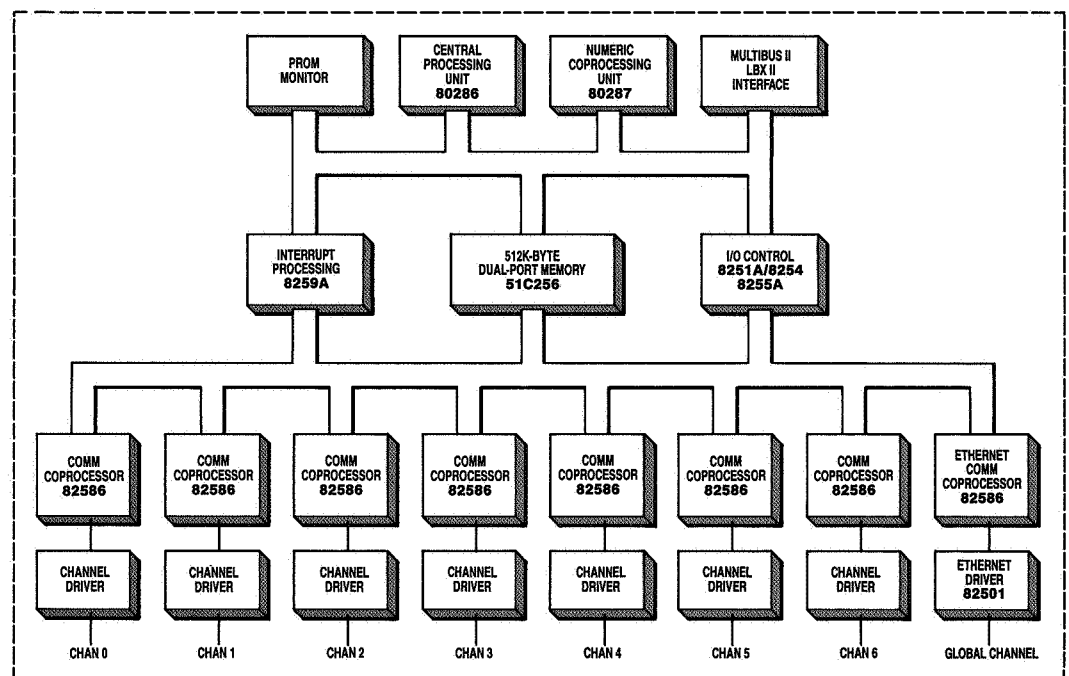 PROM
MONITOR
CENTRAL
PROCESSING
UNIT
80286
NUMERIC
COPROCESSING
UNIT
80287
MULTIBUS II
LBX II
INTERFACE
INTERRUPT
PROCESSING
8259A
512K-BYTE
DUAL-PORT MEMORY
51C256
I/O CONTROL
8251A/8254
8255A
COMM
COPROCESSOR
82586
COMM
COPROCESSOR
82586
COMM
COPROCESSOR
82586
COMM
COPROCESSOR
82586
COMM
COPROCESSOR
82586
COMM
COPROCESSOR
82586
COMM
COPROCESSOR
82586
ETHERNET
COMM
COPROCESSOR
82586
CHANNEL
DRIVER
CHANNEL
DRIVER
CHANNEL
DRIVER
CHANNEL
DRIVER
CHANNEL
DRIVER
CHANNEL
DRIVER
CHANNEL
DRIVER
ETHERNET
DRIVER
82501
CHAN 0
CHAN 1
CHAN 2
CHAN 3
CHAN 4
CHAN 5
CHAN 6
GLOBAL CHANNEL